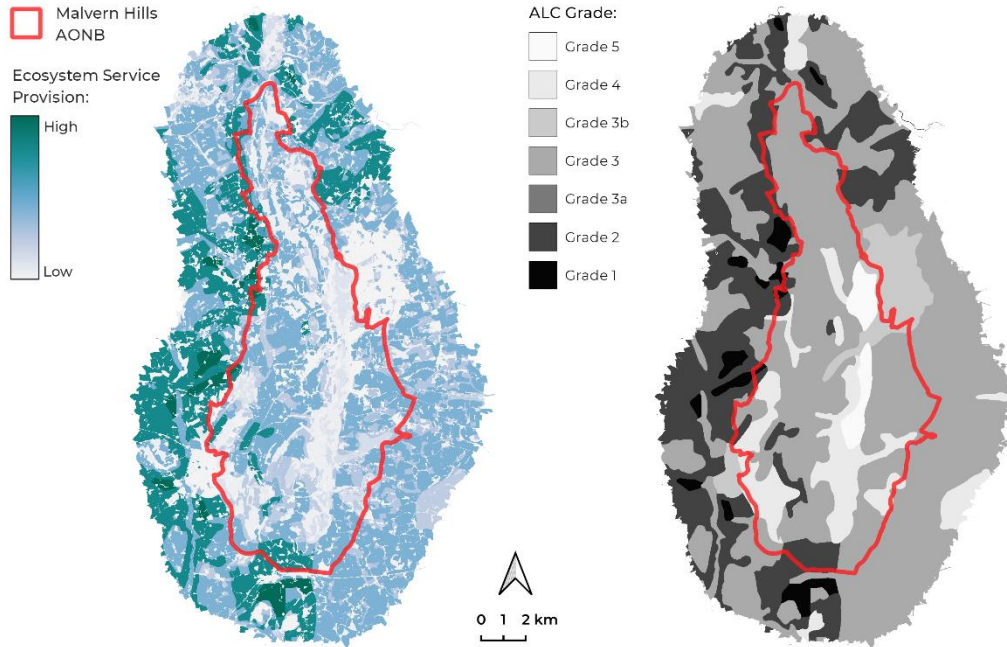 Malvern Hills
AONB
Ecosystem Service
Provision:
High
Low
ALC Grade:
Grade 5
Grade 4
Grade 3b
Grade 3
Grade 3a
Grade 2
Grade 1
0 1 2 km